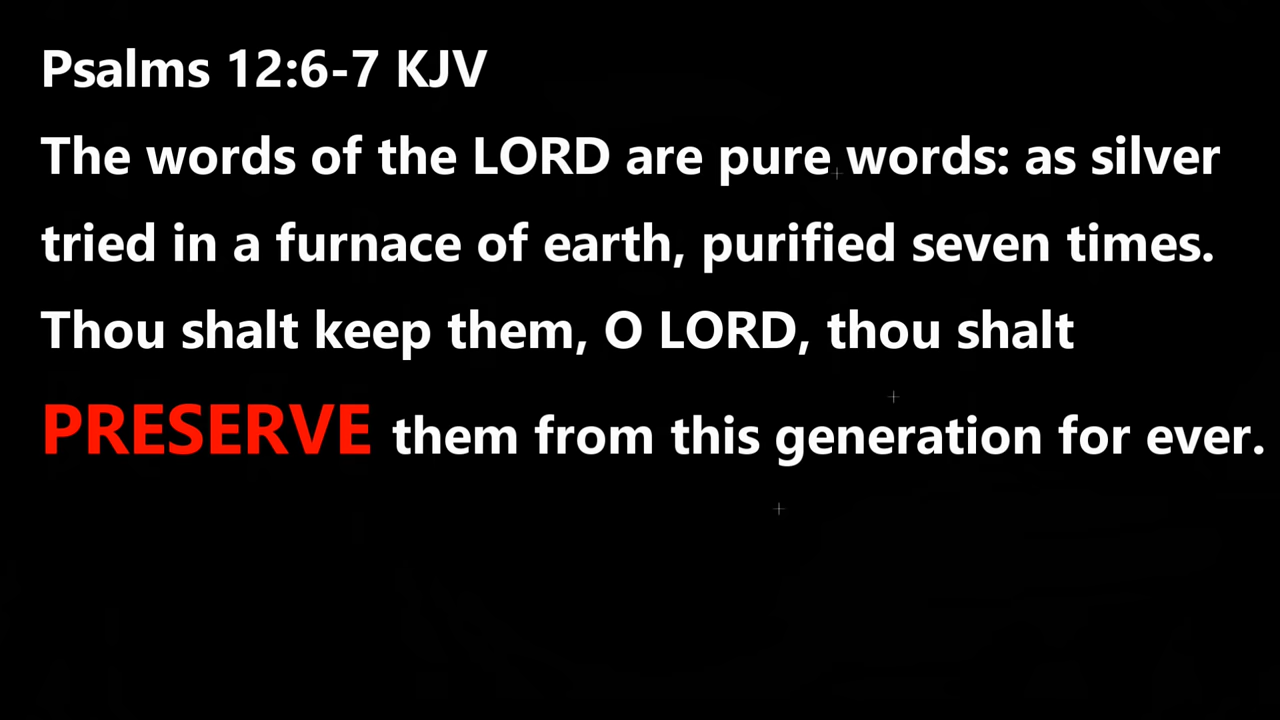 Psalms 12:6-7 KJV
The words of the LORD are pure words: as silver
tried in a furnace of earth, purified seven times.
Thou shalt keep them, O LORD, thou shalt
PRESERVE them from this generation for ever.